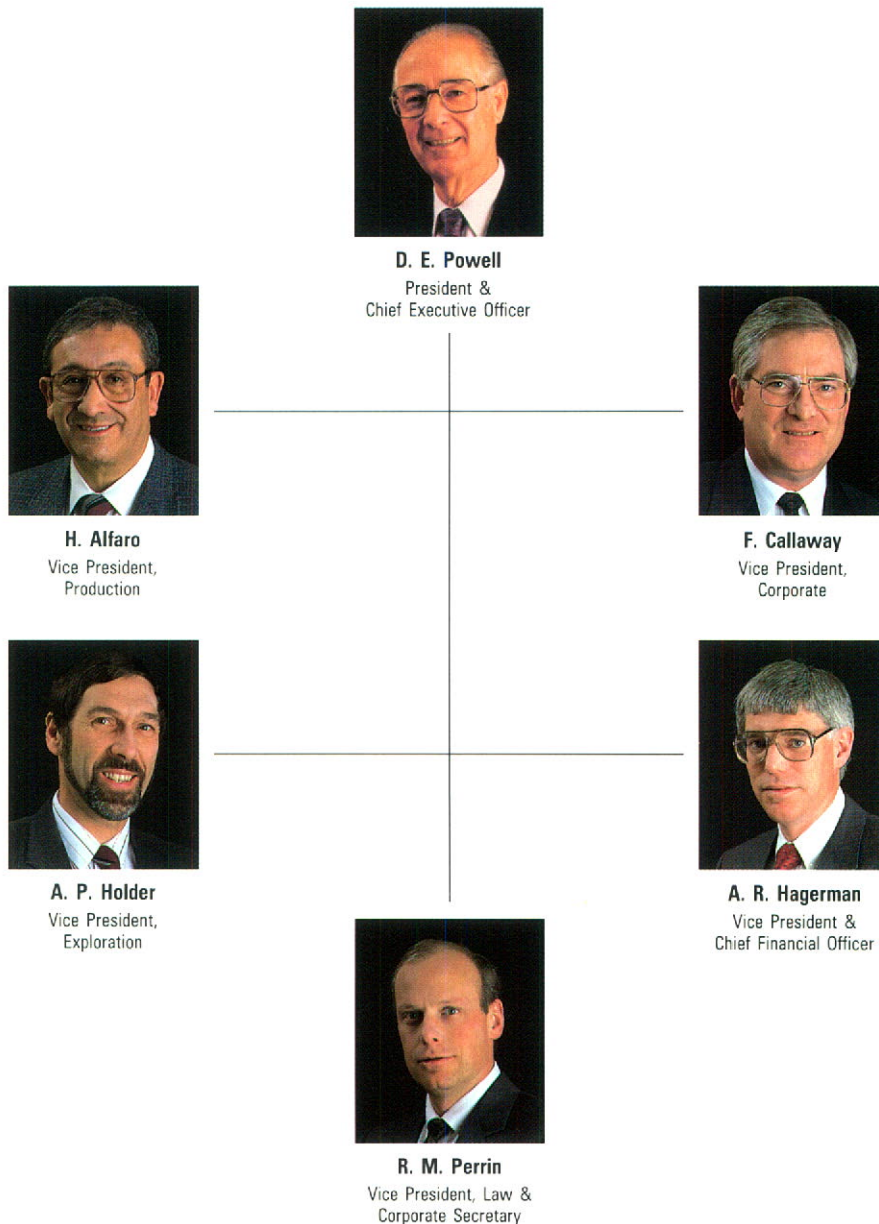 D. E. Powell
President &
Chief Executive Officer
H. Alfaro
Vice President,
Production
F. Callaway
Vice President,
Corporate
A. P. Holder
Vice President,
Exploration
A. R. Hagerman
Vice President &
Chief Financial Officer
R. M. Perrin
Vice President, Law &
Corporate Secretary